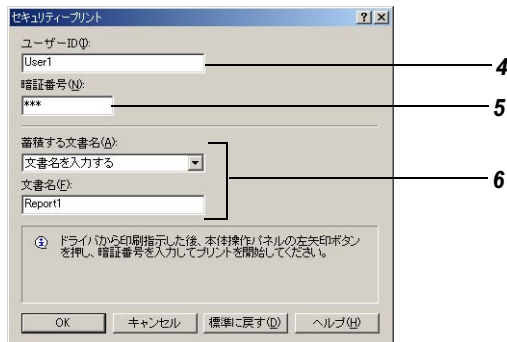 セキュリティープリント
ユーザーID(I):
User1
4
暗証番号(N):
***
5
蓄積する文書名(A):
文書名を入力する
6
文書名(F):
Report1
ドライバから印刷指示した後、本体操作パネルの左矢印ボタン
を押し、暗証番号を入力してプリントを開始してください。
OK キャンセル 標準に戻す(D) ヘルプ(H)